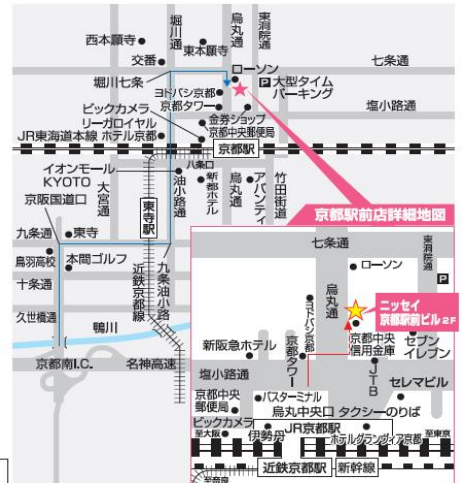 堀川通
烏丸通
東洞院通
西本願寺
東本願寺
交番
七条通
堀川七条
ローソン
P 大型タイム
パーキング
ヨドバシ京都
京都タワー
塩小路通
ビックカメラ
金券ショップ
リーガロイヤル
ホテル京都
京都中央郵便局
JR東海道本線
京都駅
八条口
イオンモール
KYOTO
大宮通
東寺駅
油小路通
新都ホテル
烏丸通
アバンティ
竹田街道
京阪国道口
九条通
東寺
鳥羽高校
本間ゴルフ
十条通
近鉄京都線
九条油小路
久世橋通
鴨川
京都南I.C.
名神高速
京都駅前店詳細地図
七条通
東洞院通
烏丸通
ローソン
P
ニッセイ
京都駅前ビル2F
ヨドバシ京都
京都中央
信用金庫
セブン
イレブン
新阪急ホテル
京都タワー
JTB
塩小路通
セレマビル
京都中央
郵便局
バスターミナル
烏丸中央口 タクシーのりば
ビックカメラ
JR京都駅
至大阪
伊勢丹
ホテルグランヴィア京都
至東京
近鉄京都駅
新幹線
至奈良